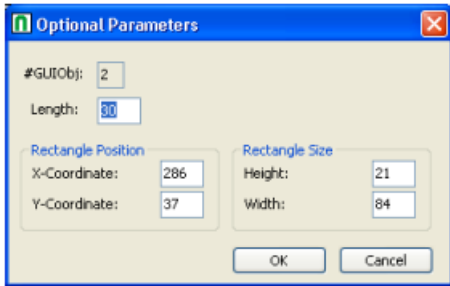 n Optional Parameters
#GUIObj: 2
Length: 30
Rectangle Position
X-Coordinate: 286
Y-Coordinate: 37
Rectangle Size
Height: 21
Width: 84
OK Cancel